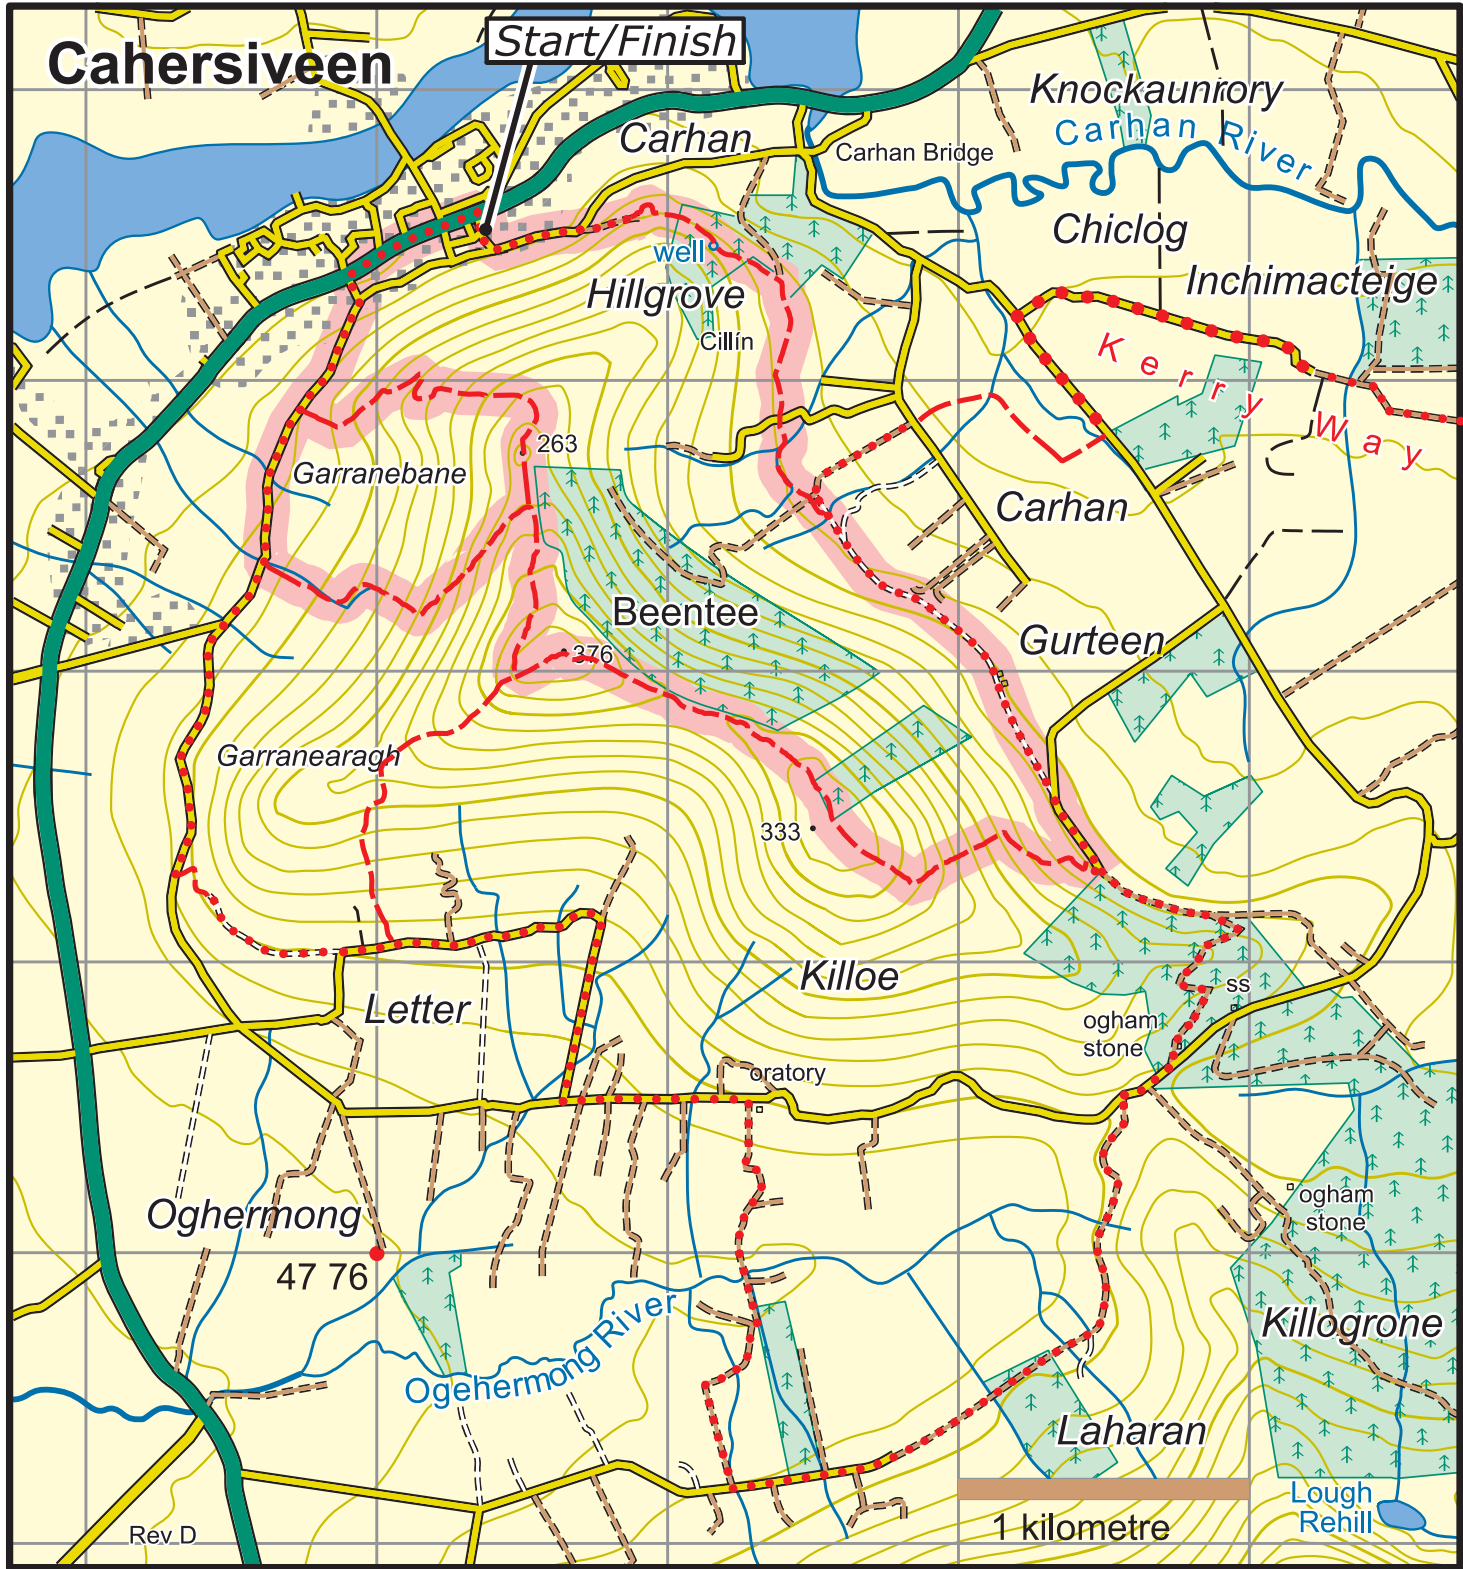 Start/Finish
Cahersiveen
Knockaunrory
Carhan
Carhan River
Carhan Bridge
Chiclog
well
Inchimacteige
Hillgrove
Cillín
Kerry Way
263
Garranebane
Carhan
Beentee
Gurteen
376
Garranearagh
333
Killoe
ss
Letter
ogham
stone
oratory
Oghermong
ogham
stone
47 76
Ogehermong River
Killogrone
Laharan
Lough
Rehill
1 kilometre
Rev D